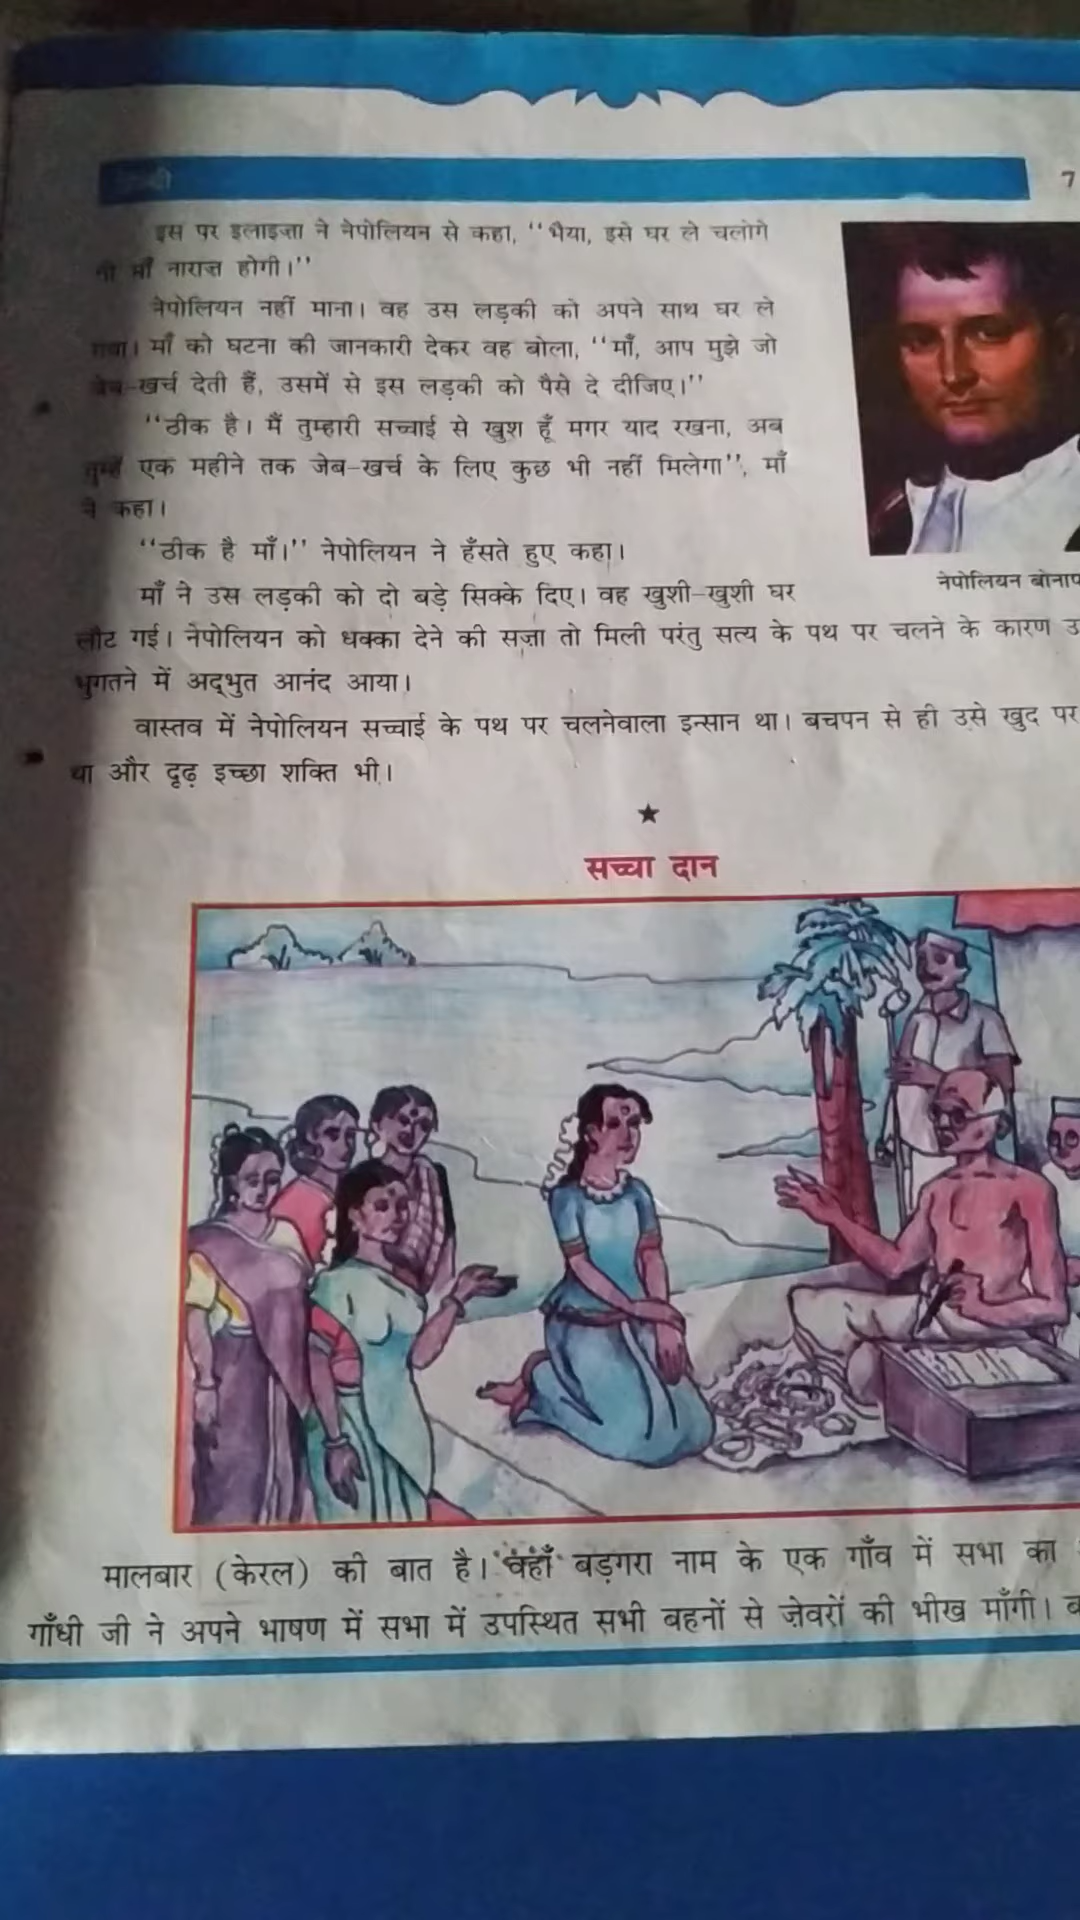 7
इस पर इलाइज़ा ने नेपोलियन से कहा, ‘‘भैया, इसे घर ले चलोगे
माँ नाराज़ होगी।’’
नेपोलियन नहीं माना। वह उस लड़की को अपने साथ घर ले
गया। माँ को घटना की जानकारी देकर वह बोला, ‘‘माँ, आप मुझे जो
जेब-खर्च देती हैं, उसमें से इस लड़की को पैसे दे दीजिए।’’
‘‘ठीक है। मैं तुम्हारी सच्चाई से खुश हूँ मगर याद रखना, अब
तुम्हें एक महीने तक जेब-खर्च के लिए कुछ भी नहीं मिलेगा’’, माँ
ने कहा।
‘‘ठीक है माँ।’’ नेपोलियन ने हँसते हुए कहा।
माँ ने उस लड़की को दो बड़े सिक्के दिए। वह खुशी-खुशी घर
नेपोलियन
लौट गई। नेपोलियन को धक्का देने की सज़ा तो मिली परंतु सत्य के पथ पर चलने के कारण
भुगतने में अद्भुत आनंद आया।
वास्तव में नेपोलियन सच्चाई के पथ पर चलनेवाला इन्सान था। बचपन से ही उसे खुद पर
था और दृढ़ इच्छा शक्ति भी।
सच्चा दान
मालबार (केरल) की बात है। वहाँ बड़गरा नाम के एक गाँव में सभा का
गाँधी जी ने अपने भाषण में सभा में उपस्थित सभी बहनों से ज़ेवरों की भीख माँगी।